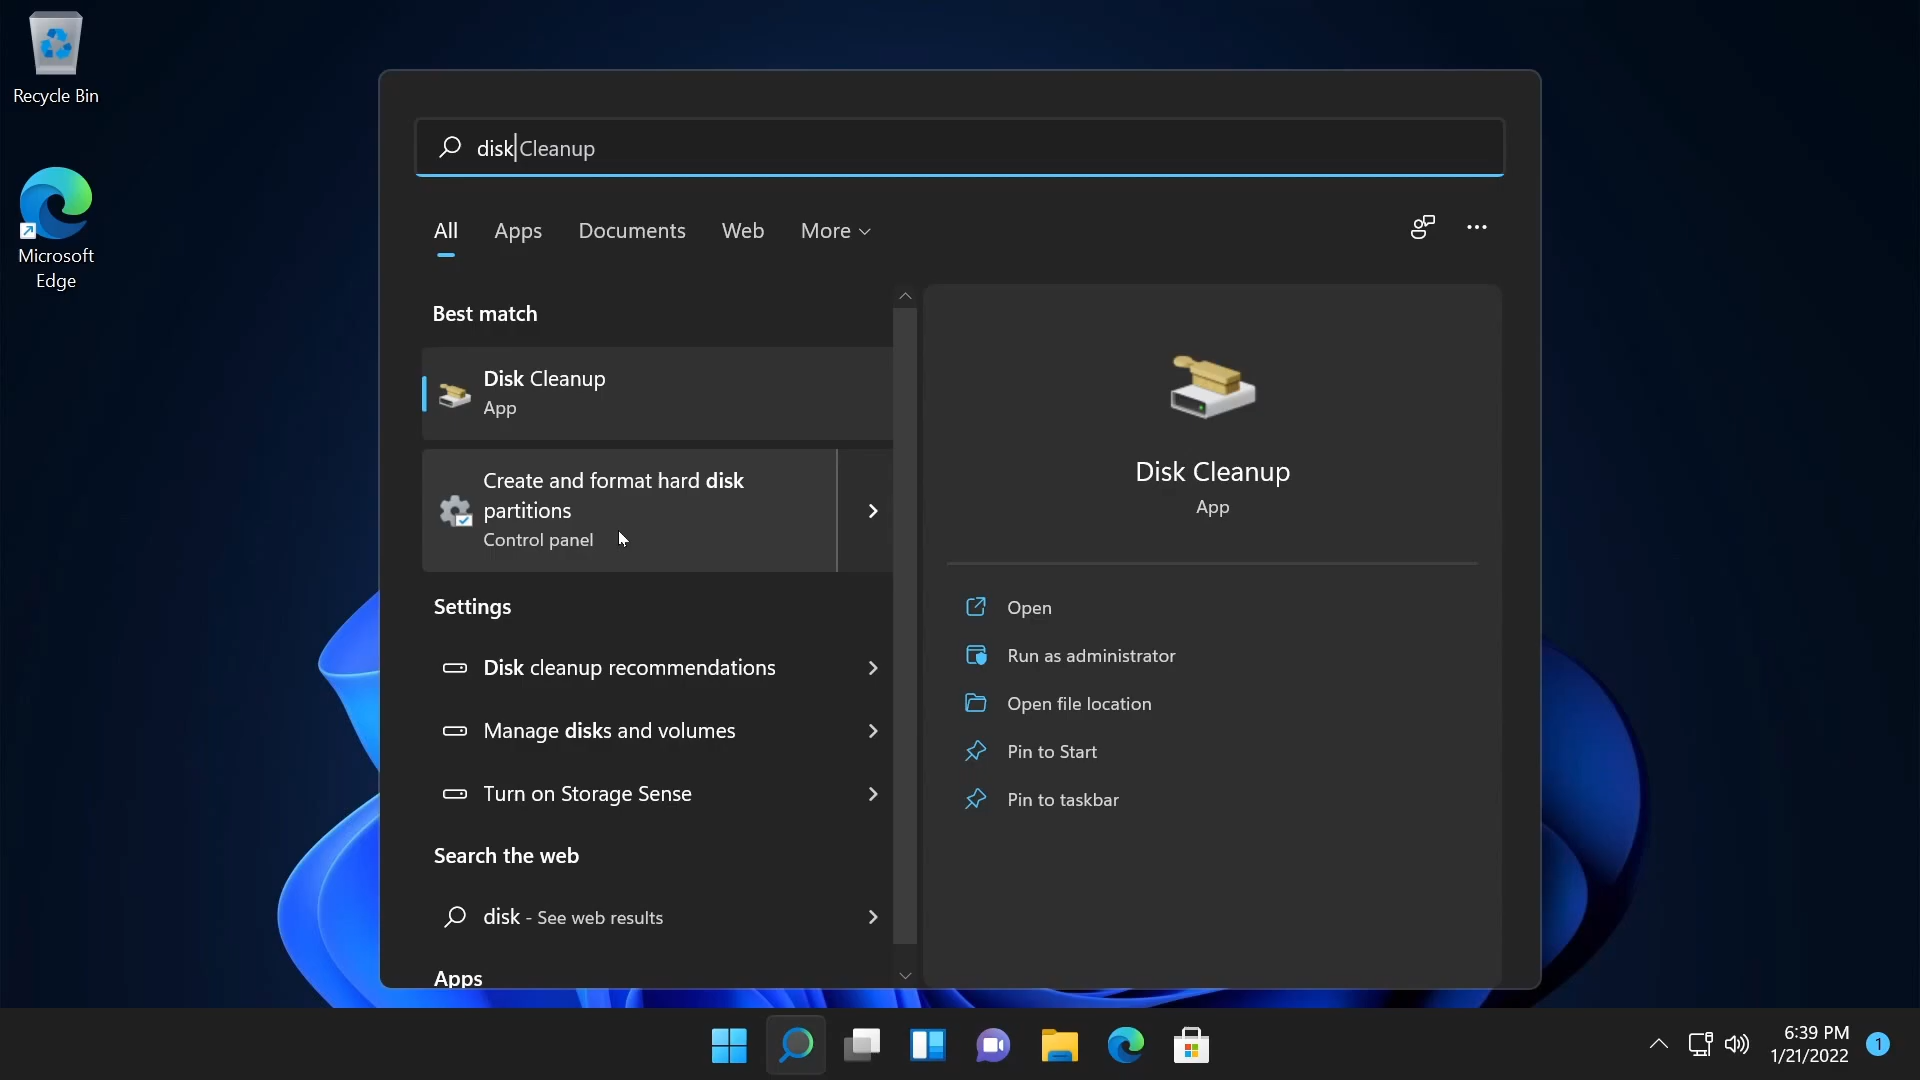 Recycle Bin
Microsoft
Edge
disk Cleanup
All Apps Documents Web More
Best match
Disk Cleanup
App
Create and format hard disk
partitions
Control panel
Settings
Disk cleanup recommendations
Manage disks and volumes
Turn on Storage Sense
Search the web
disk - See web results
Apps
Disk Cleanup
App
Open
Run as administrator
Open file location
Pin to Start
Pin to taskbar
6:39 PM
1/21/2022
1